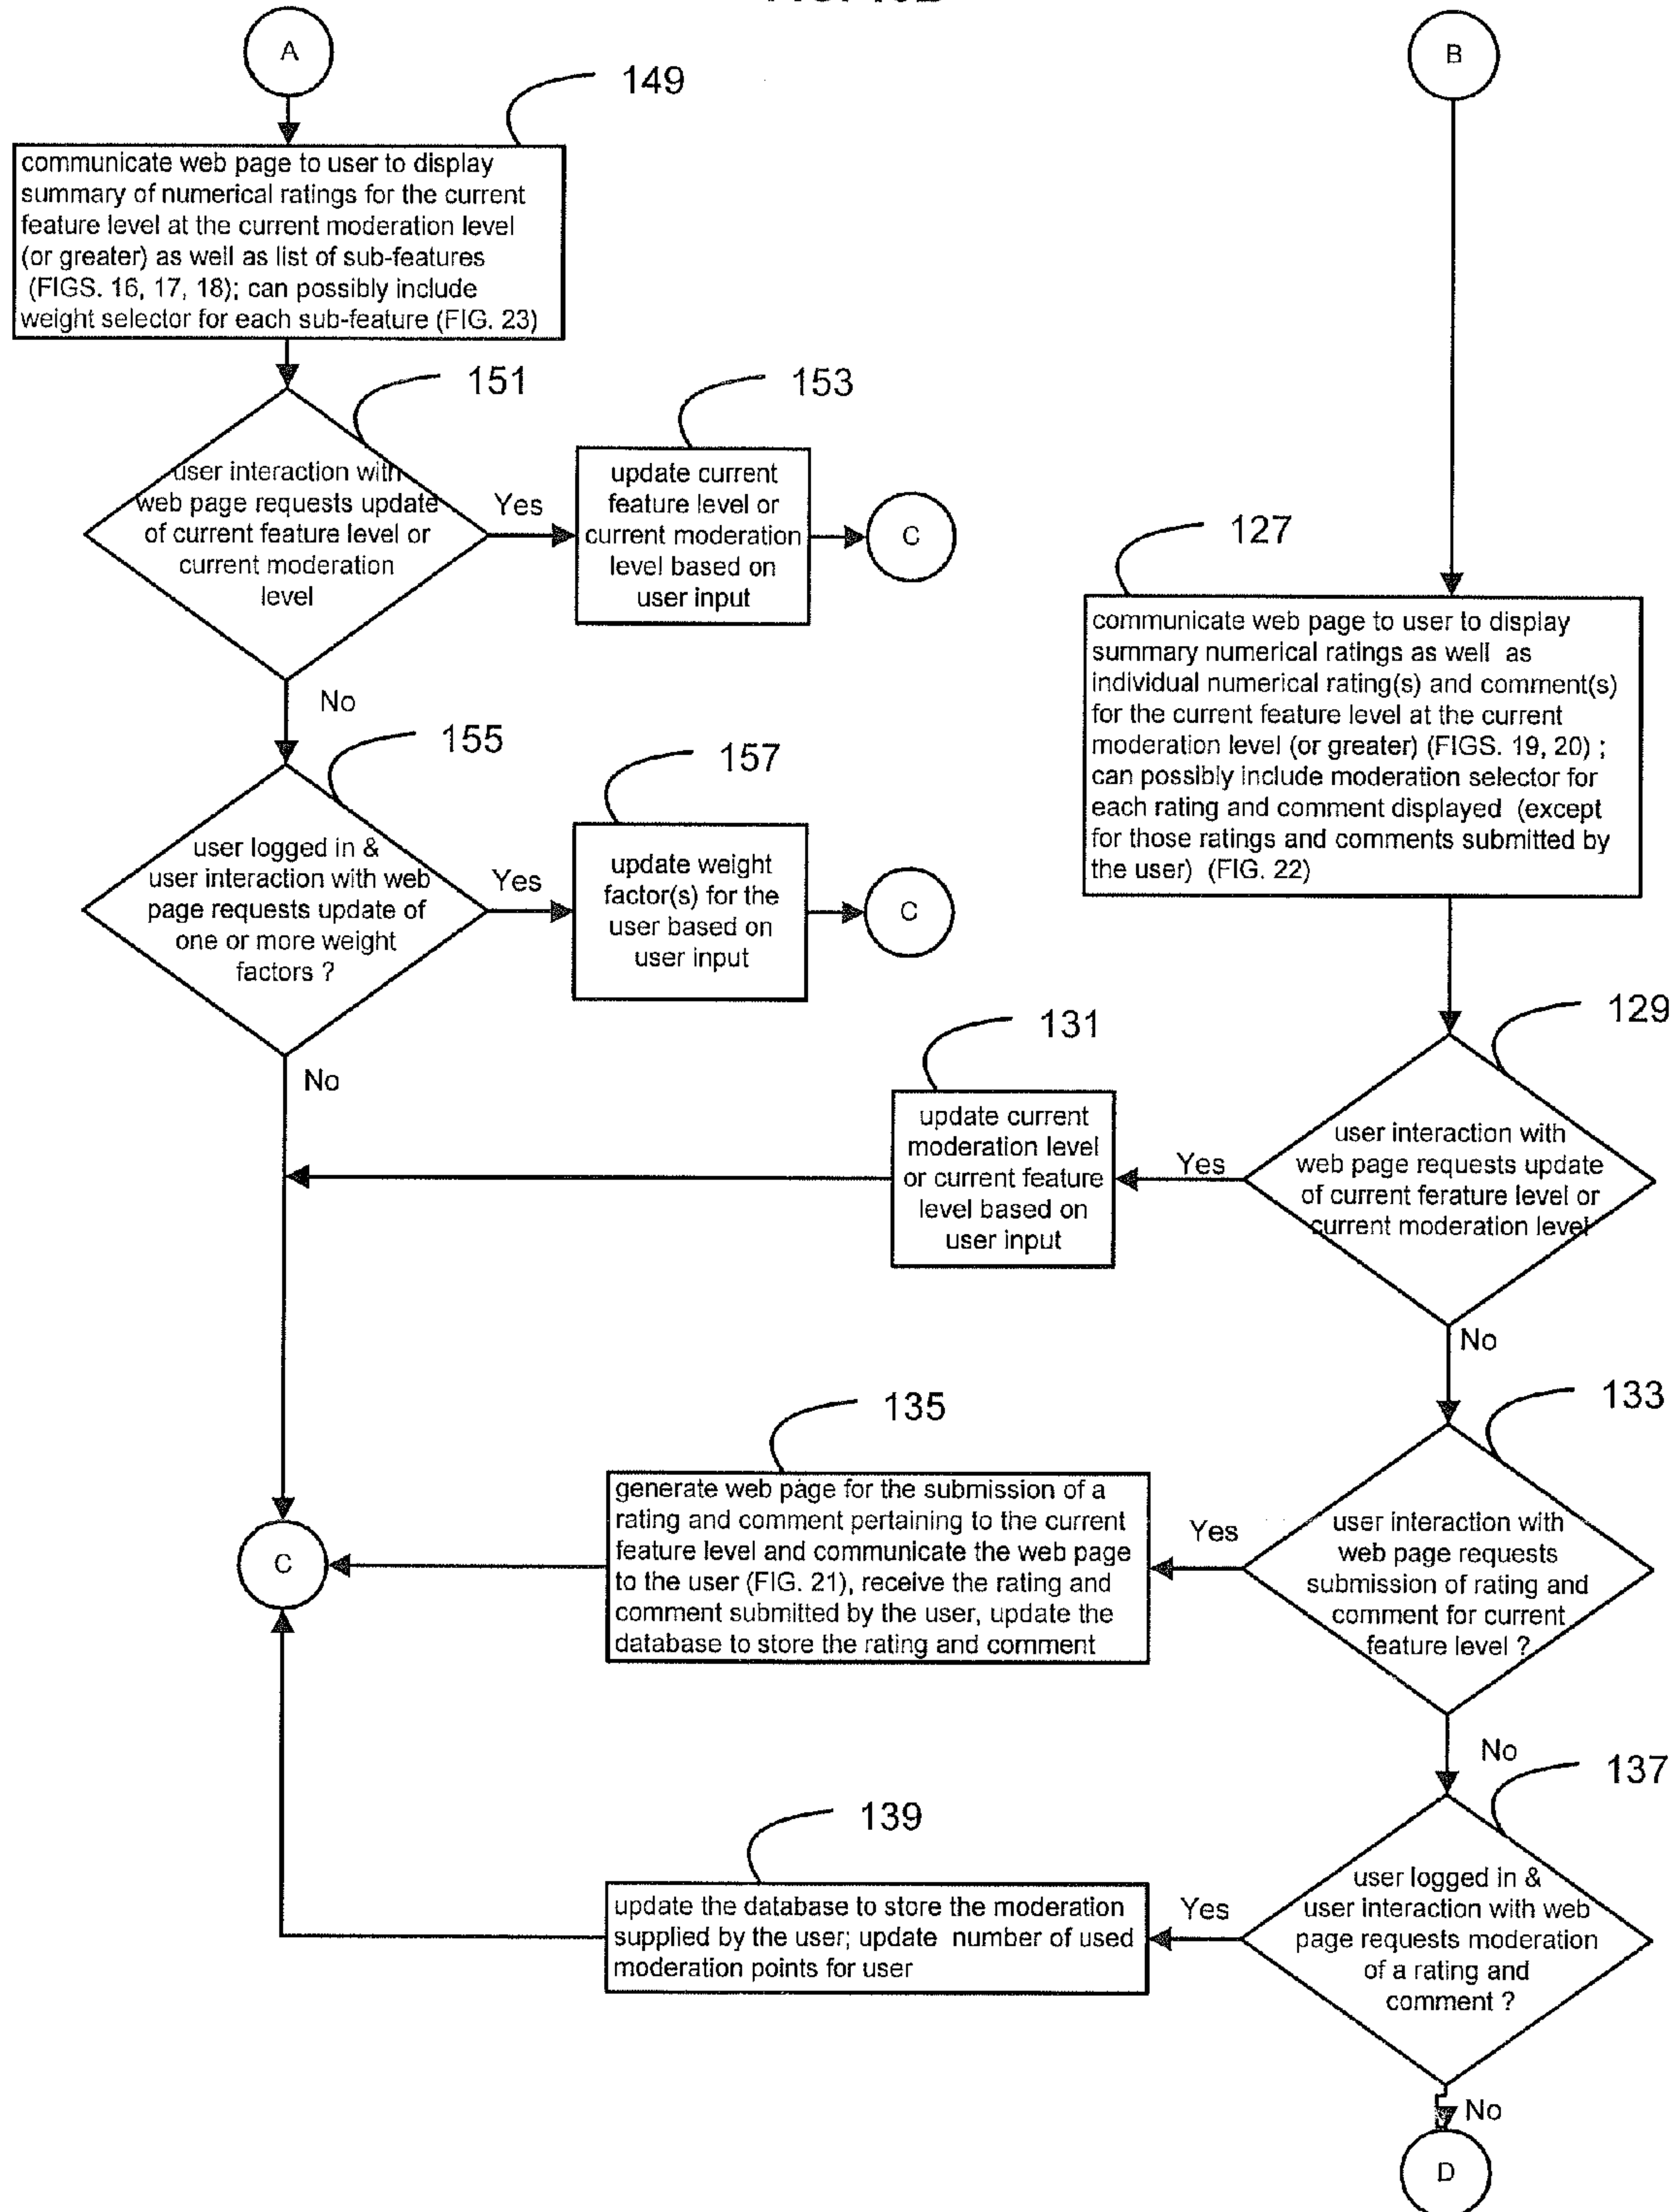 A
B
149
communicate web page to user to display
summary of numerical ratings for the current
feature level at the current moderation level
(or greater) as well as list of sub-features
(FIGS. 16, 17, 18); can possibly include
weight selector for each sub-feature (FIG. 23)
151
user interaction with
web page requests update
of current feature level or
current moderation
level
Yes
153
update current
feature level or
current moderation
level based on
user input
C
No
127
communicate web page to user to display
summary numerical ratings as well as
individual numerical rating(s) and comment(s)
for the current feature level at the current
moderation level (or greater) (FIGS. 19, 20) ;
can possibly include moderation selector for
each rating and comment displayed (except
for those ratings and comments submitted by
the user) (FIG. 22)
155
user logged in &
user interaction with web
page requests update of
one or more weight
factors ?
Yes
157
update weight
factor(s) for the
user based on
user input
C
No
129
user interaction with
web page requests update
of current ferature level or
current moderation level
Yes
131
update current
moderation level
or current feature
level based on
user input
No
133
user interaction with
web page requests
submission of rating and
comment for current
feature level ?
Yes
135
generate web page for the submission of a
rating and comment pertaining to the current
feature level and communicate the web page
to the user (FIG. 21), receive the rating and
comment submitted by the user, update the
database to store the rating and comment
C
No
137
user logged in &
user interaction with web
page requests moderation
of a rating and
comment ?
Yes
139
update the database to store the moderation
supplied by the user; update number of used
moderation points for user
No
D